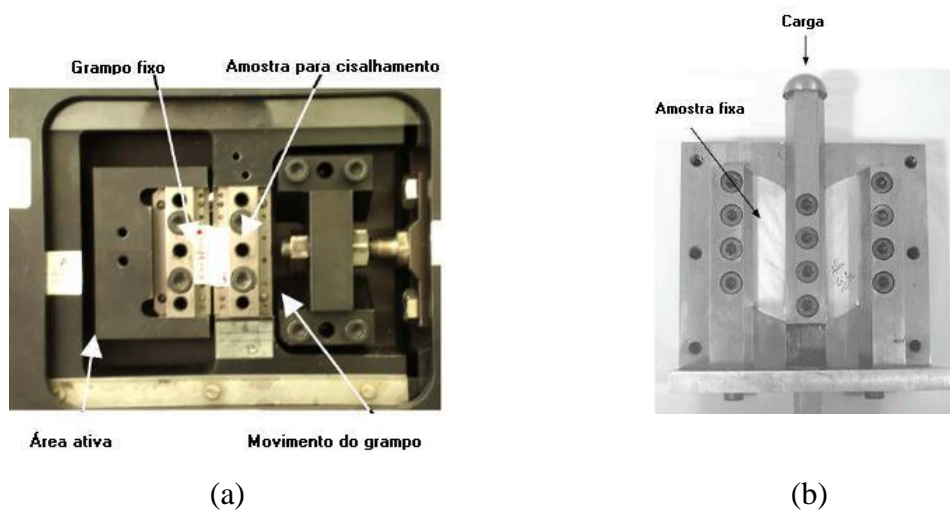 Carga
Grampo fixo
Amostra para cisalhamento
Amostra fixa
Área ativa
Movimento do grampo
(a)
(b)